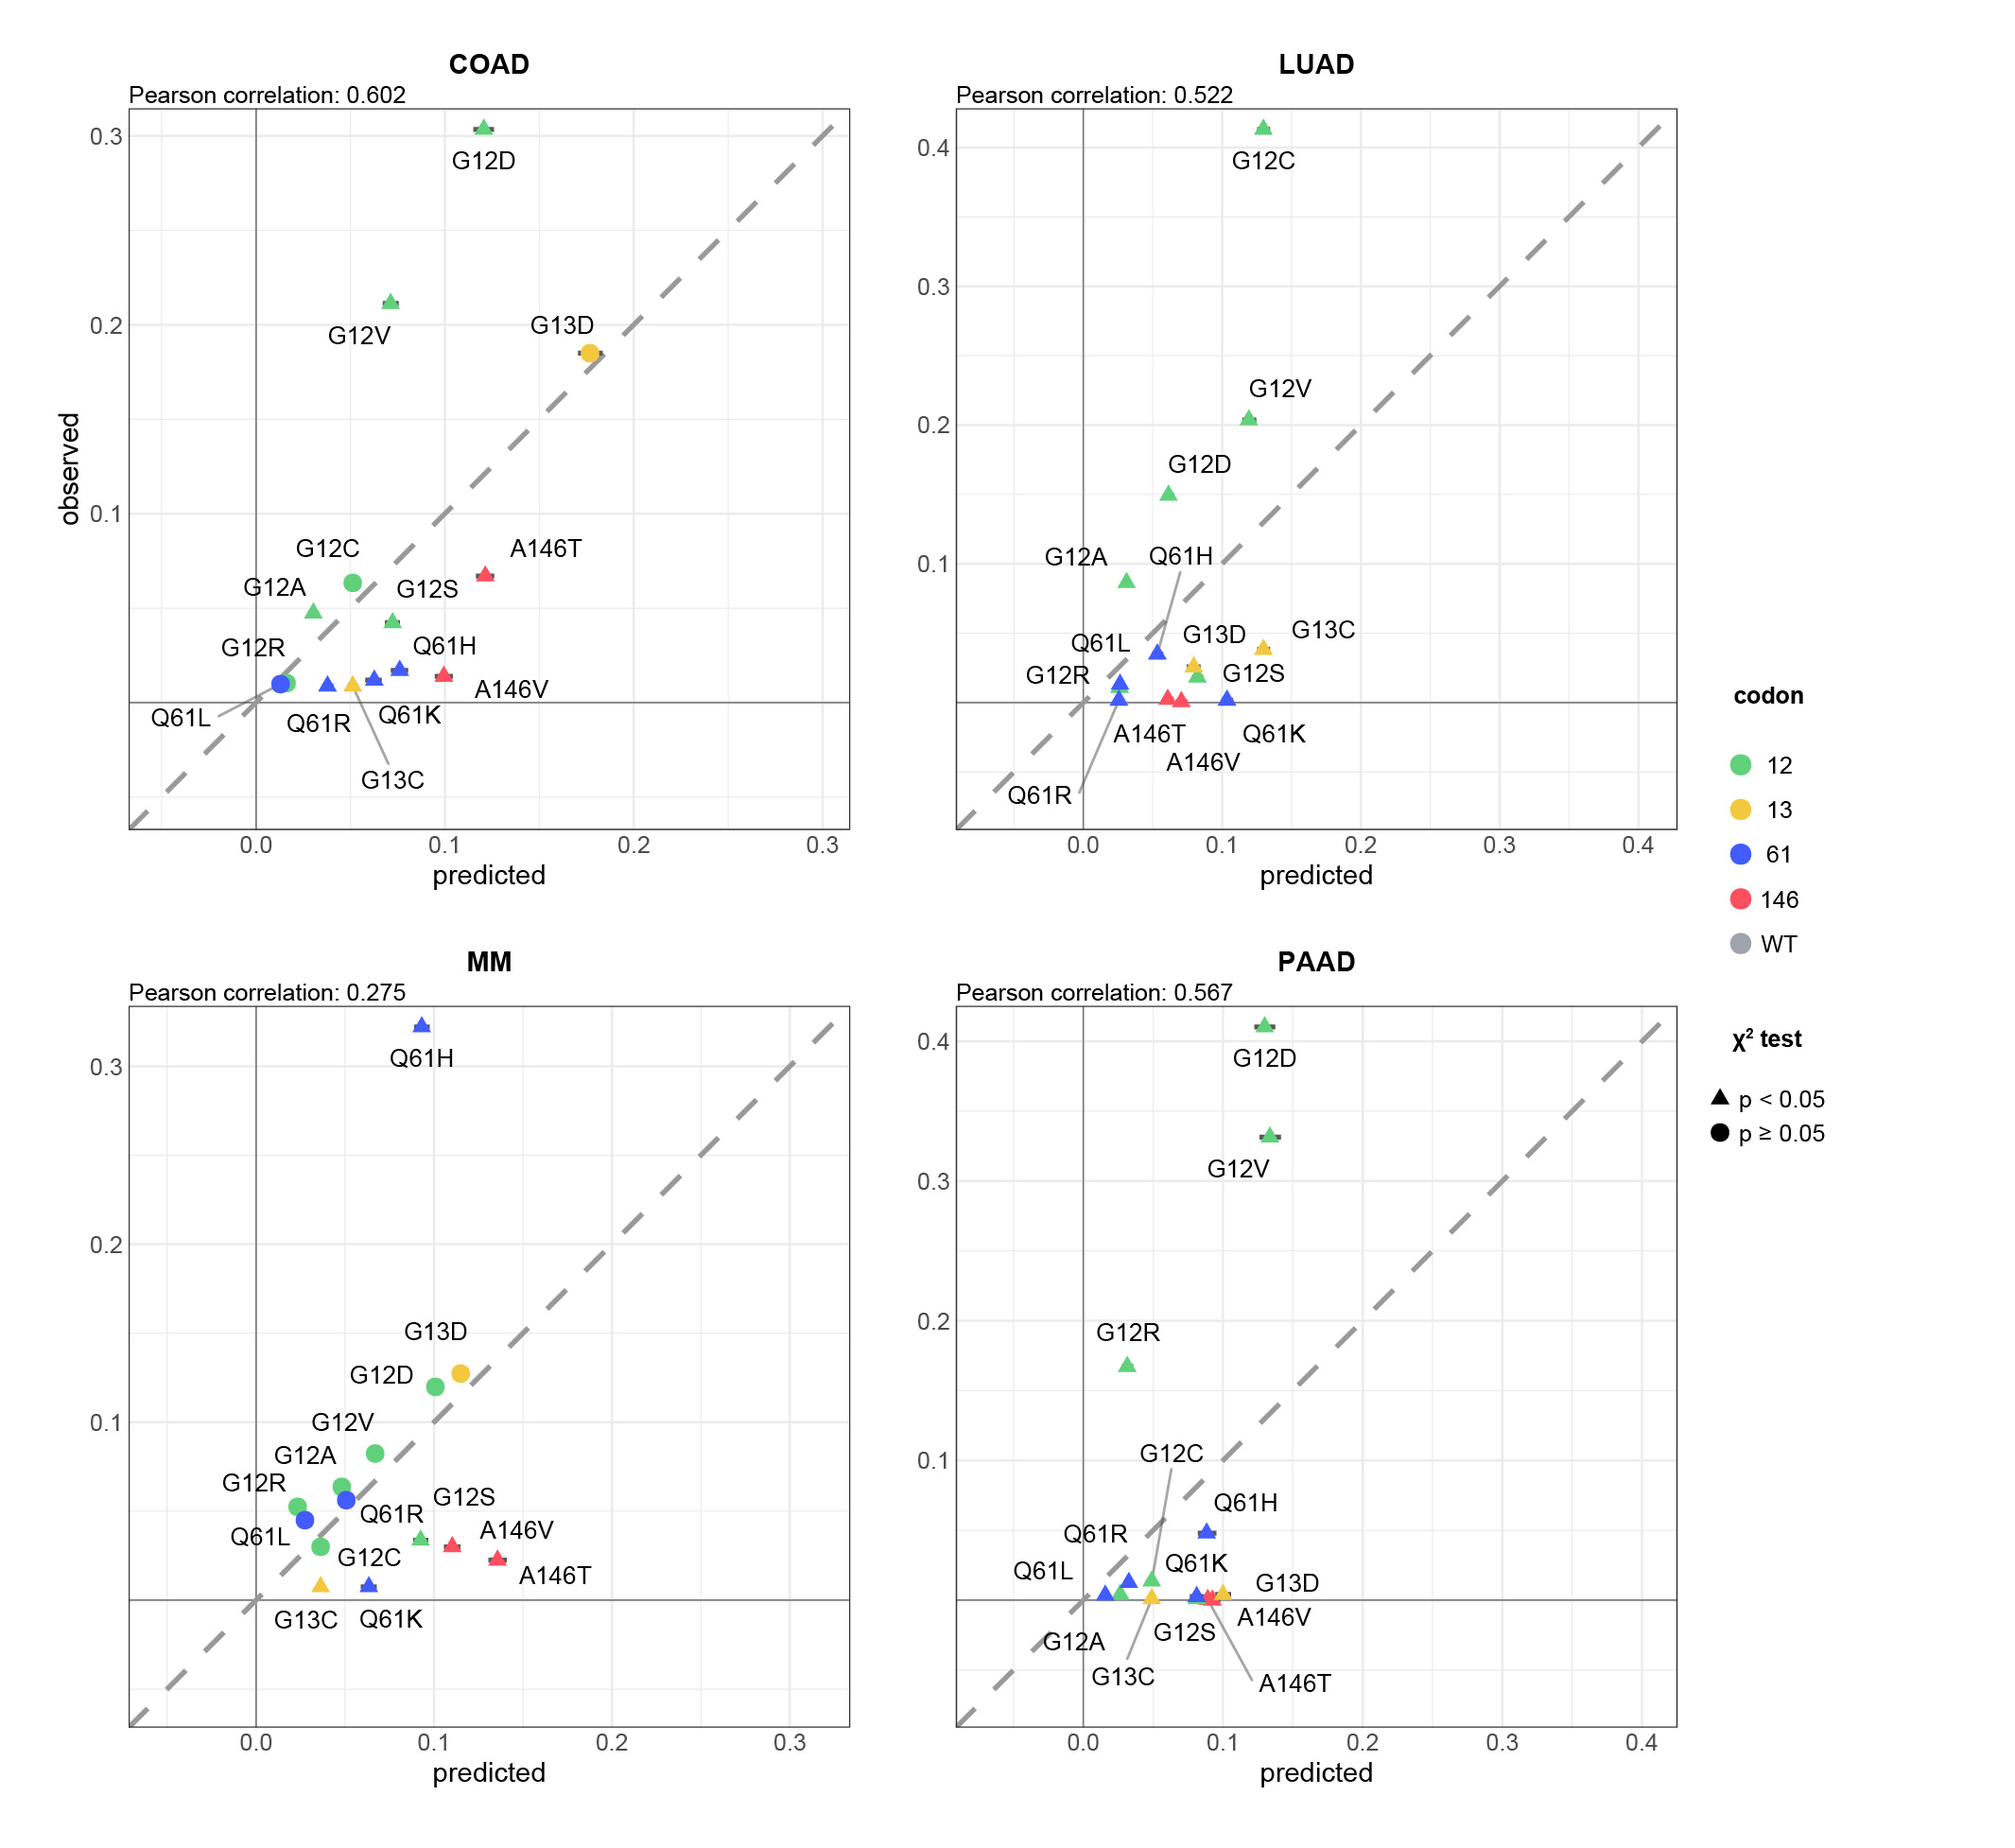 COAD
Pearson correlation: 0.602
observed
0.3
0.2
0.1
G12D
G12V
G13D
G12C
A146T
G12A
G12S
G12R
Q61H
A146V
Q61L
Q61R
Q61K
G13C
0.0
0.1
0.2
0.3
predicted
LUAD
Pearson correlation: 0.522
0.4
0.3
0.2
0.1
G12C
G12V
G12D
G12A
Q61H
G13C
G13D
Q61L
G12R
G12S
A146T
Q61K
A146V
Q61R
0.0
0.1
0.2
0.3
0.4
predicted
codon
12
13
61
146
WT
χ² test
p < 0.05
p ≥ 0.05
MM
Pearson correlation: 0.275
0.3
0.2
0.1
Q61H
G13D
G12D
G12V
G12A
G12R
G12S
Q61R
A146V
Q61L
G12C
A146T
G13C
Q61K
0.0
0.1
0.2
0.3
predicted
PAAD
Pearson correlation: 0.567
0.4
0.3
0.2
0.1
G12D
G12V
G12R
G12C
Q61H
Q61R
Q61K
Q61L
G13D
A146V
G12S
G12A
G13C
A146T
0.0
0.1
0.2
0.3
0.4
predicted